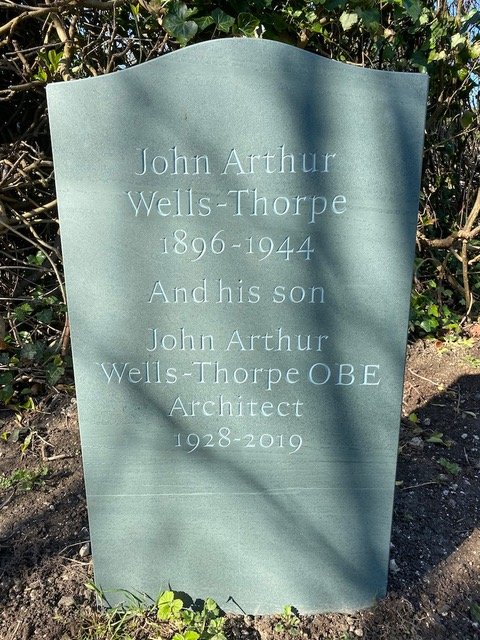 John Arthur
Wells-Thorpe
1896-1944
And his son
John Arthur
Wells-Thorpe OBE
Architect
1928-2019